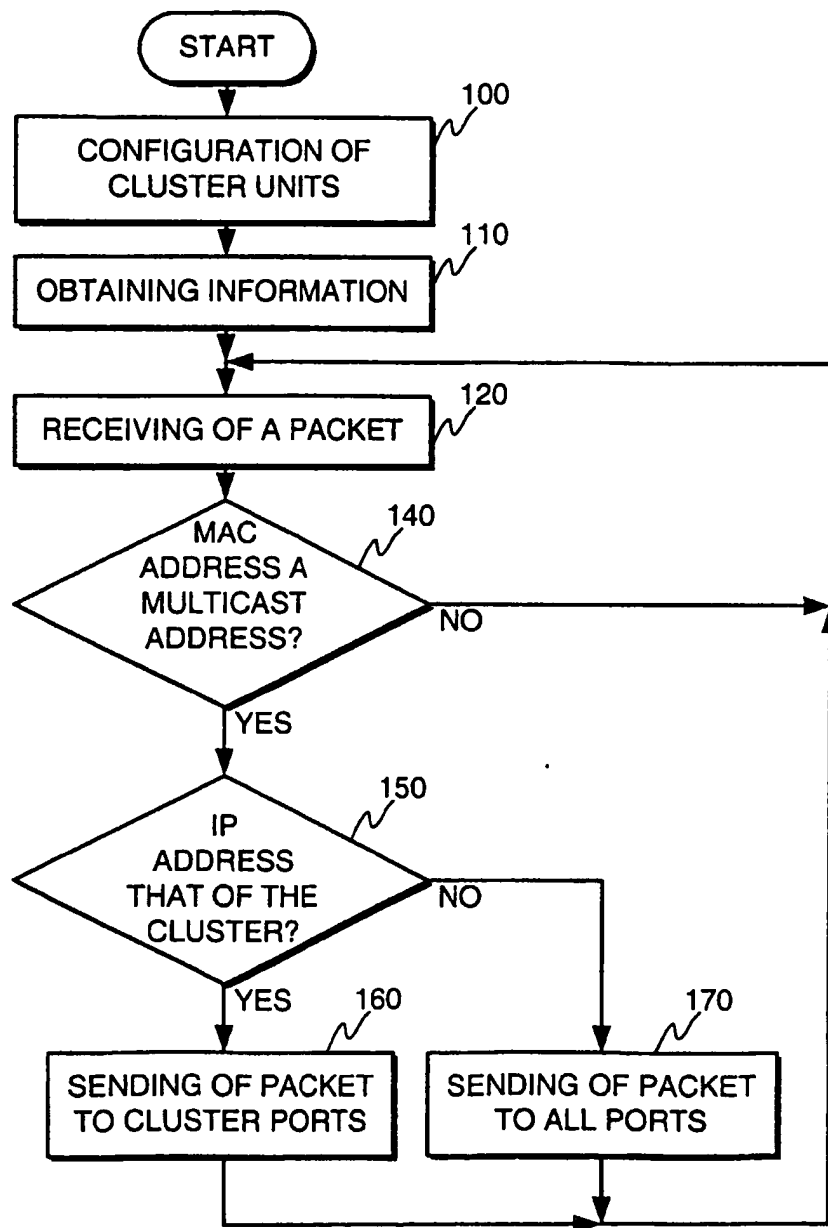 START
100
CONFIGURATION OF
CLUSTER UNITS
110
OBTAINING INFORMATION
120
RECEIVING OF A PACKET
140
MAC
ADDRESS A
MULTICAST
ADDRESS?
NO
YES
150
IP
ADDRESS
THAT OF THE
CLUSTER?
NO
YES
160
SENDING OF PACKET
TO CLUSTER PORTS
170
SENDING OF PACKET
TO ALL PORTS